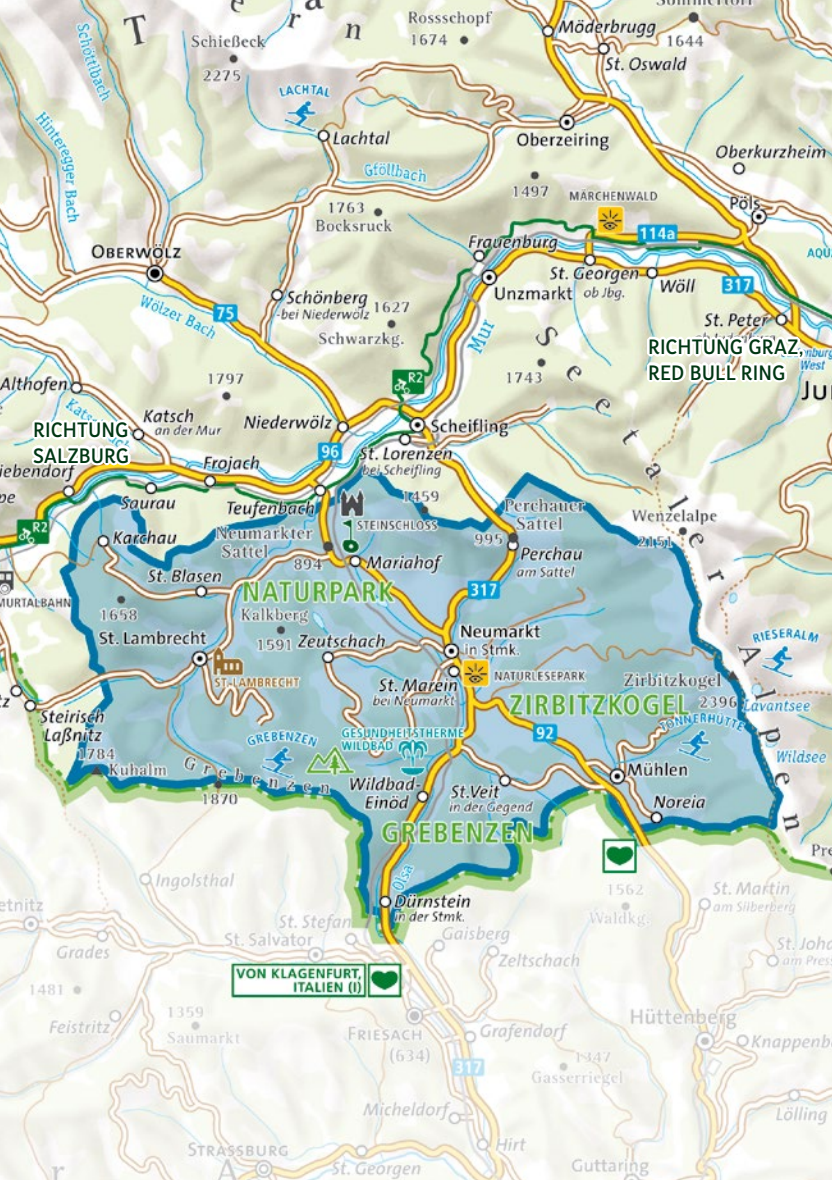 T e r a n
Schöttlbach
Schießeck
2275
Rossschopf
1674
Möderbrugg
1644
St. Oswald
LACHTAL
Lachtal
Hinteregger Bach
Oberzeiring
Oberkurzheim
Gföllbach
1497
MÄRCHENWALD
1763
Bocksruck
Pöls
114a
OBERWÖLZ
Frauenburg
St. Georgen
ob Jbg.
Wöll
317
Unzmarkt
Schönberg
bei Niederwölz
Wölzer Bach
75
1627
Schwarzkg.
Mur
St. Peter
RICHTUNG GRAZ,
RED BULL RING
West
1743
Seetaler Alpen
Althofen
1797
R2
Katsch
an der Mur
RICHTUNG
SALZBURG
Niederwölz
Scheifling
96
St. Lorenzen
bei Scheifling
Frojach
Saurau
Teufenbach
R2
1459
STEINSCHLOSS
Perchauer
Sattel
995
Perchau
am Sattel
Wenzelalpe
2151
Karchau
Neumarkter
Sattel
894
Mariahof
MURTALBAHN
St. Blasen
NATURPARK
317
1658
Kalkberg
1591
St. Lambrecht
Zeutschach
Neumarkt
in Stmk.
RIESERALM
ST. LAMBRECHT
St. Marein
bei Neumarkt
NATURLESEPARK
Zirbitzkogel
2396
ZIRBITZKOGEL
Lavantsee
TONNERHÜTTE
Steirisch
Laßnitz
92
GESUNDHEITSTHERME
WILDBAD
GREBENZEN
Wildsee
1784
Kuhalm
Grebenzen
1870
Wildbad-
Einöd
St.Veit
in der Gegend
Mühlen
Noreia
GREBENZEN
Olsa
Ingolsthal
1562
Waldkg.
St. Martin
am Silberberg
Dürnstein
in der Stmk.
St. Stefan
St. Salvator
Gaisberg
Zeltschach
Grades
VON KLAGENFURT,
ITALIEN (I)
1481
1359
Saumarkt
Feistritz
FRIESACH
(634)
Grafendorf
Hüttenberg
317
1347
Gasserriegel
Micheldorf
Lölling
Hirt
STRASSBURG
St. Georgen
Guttaring